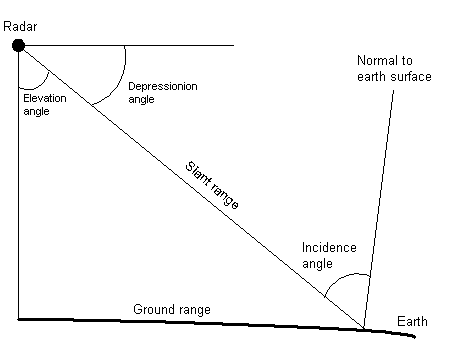 Radar
Normal to
earth surface
Depressionion
angle
Elevation
angle
Slant range
Incidence
angle
Ground range
Earth